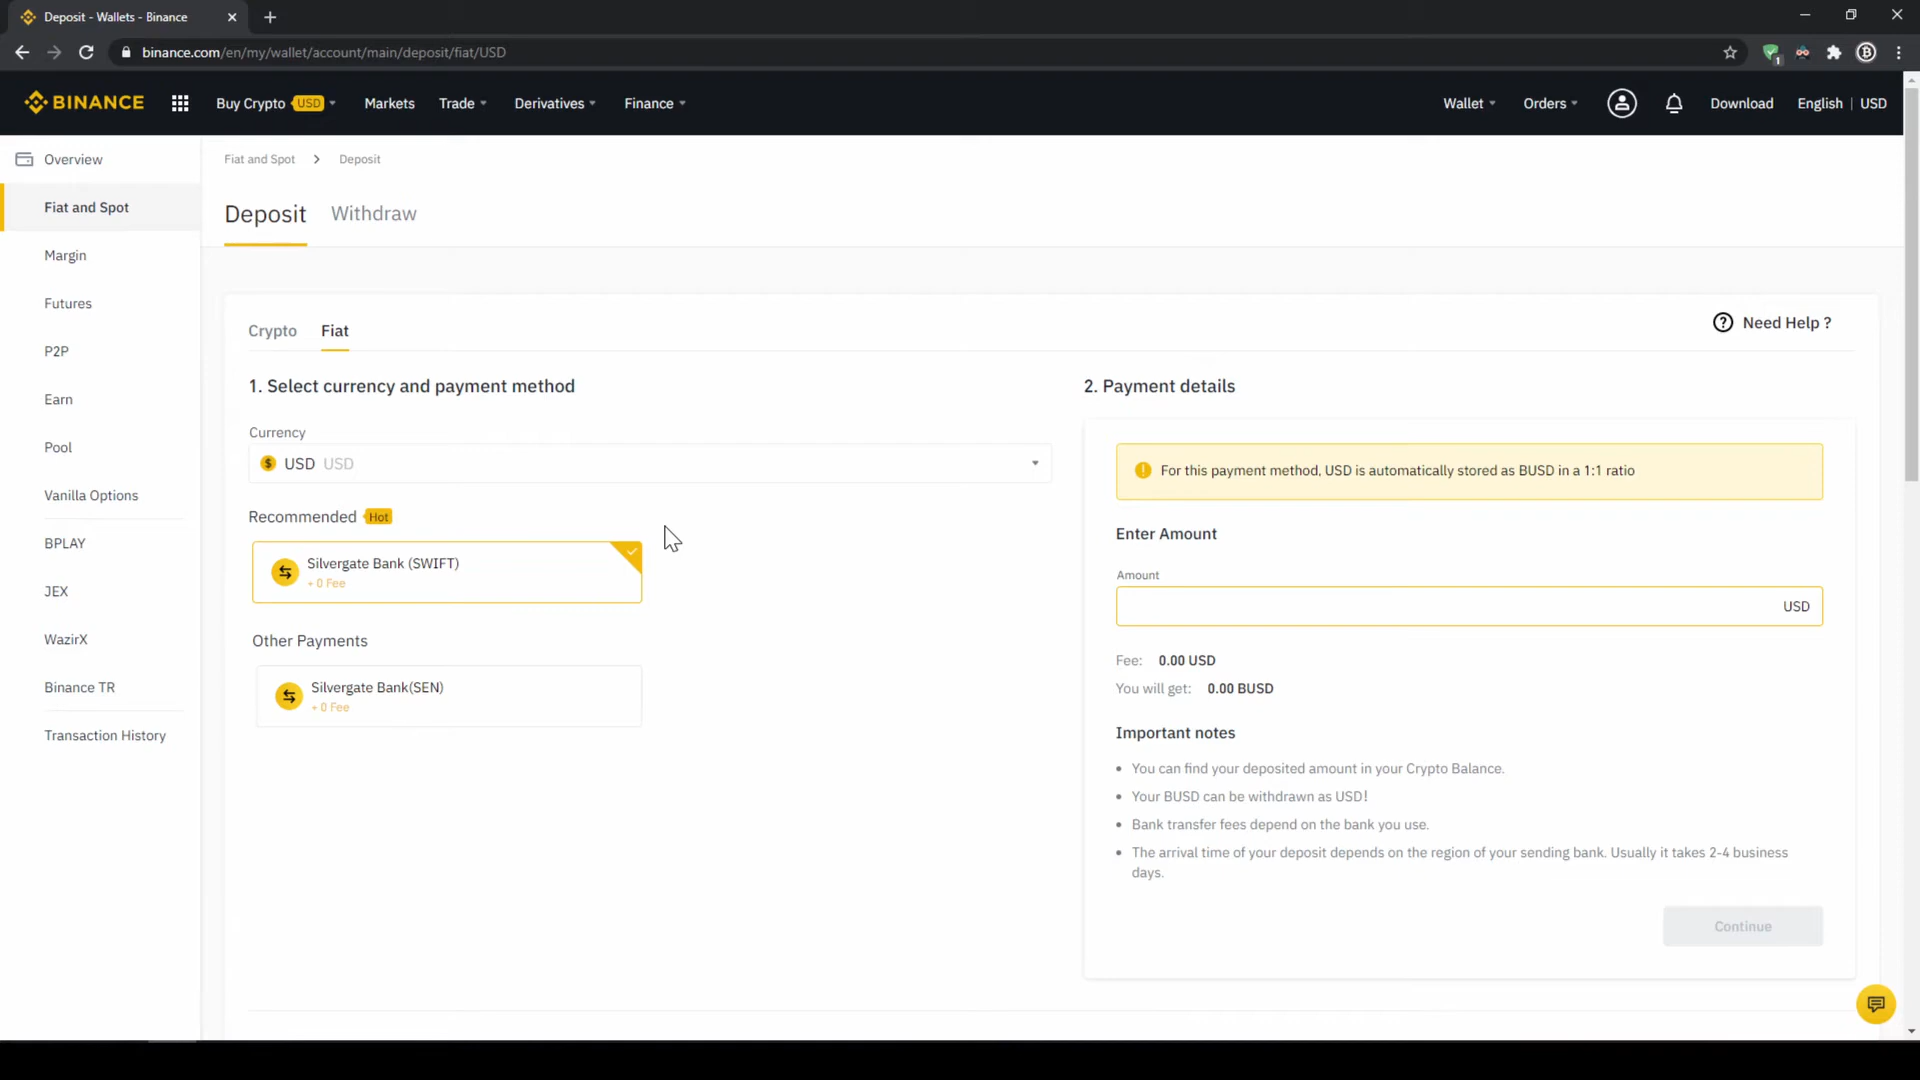 Deposit - Wallets - Binance
binance.com/en/my/wallet/account/main/deposit/fiat/USD
1
BINANCE
Buy Crypto USD
Markets
Trade
Derivatives
Finance
Wallet
Orders
Download
English | USD
Overview
Fiat and Spot
Margin
Futures
P2P
Earn
Pool
Vanilla Options
BPLAY
JEX
WazirX
Binance TR
Transaction History
Fiat and Spot > Deposit
Deposit
Withdraw
Crypto
Fiat
Need Help ?
1. Select currency and payment method
Currency
USD USD
Recommended Hot
Silvergate Bank (SWIFT)
+ 0 Fee
Other Payments
Silvergate Bank(SEN)
+ 0 Fee
2. Payment details
For this payment method, USD is automatically stored as BUSD in a 1:1 ratio
Enter Amount
Amount
USD
Fee: 0.00 USD
You will get: 0.00 BUSD
Important notes
• You can find your deposited amount in your Crypto Balance.
• Your BUSD can be withdrawn as USD!
• Bank transfer fees depend on the bank you use.
• The arrival time of your deposit depends on the region of your sending bank. Usually it takes 2-4 business
days.
Continue